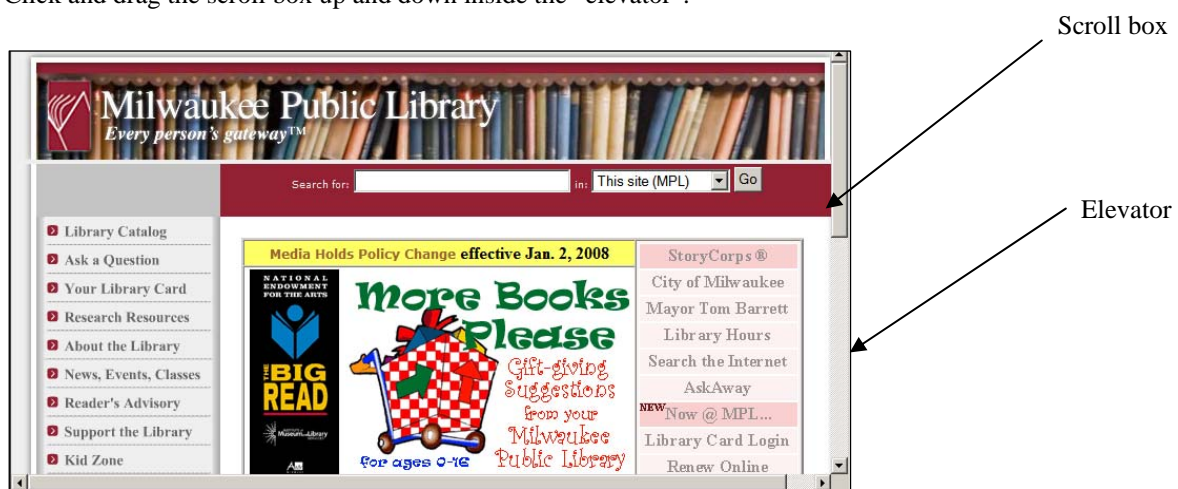 Click and drag the scroll box up and down inside the "elevator".
Scroll box
Milwaukee Public Library
Every person's gateway™
Search for: in: This site (MPL) Go
Elevator
Library Catalog
Ask a Question
Your Library Card
Research Resources
About the Library
News, Events, Classes
Reader's Advisory
Support the Library
Kid Zone
Media Holds Policy Change effective Jan. 2, 2008
NATIONAL
ENDOWMENT
FOR THE ARTS
THE BIG
READ
More Books
Please
Gift-giving
Suggestions
from your
Milwaukee
Public Library
for ages 0-16
StoryCorps ®
City of Milwaukee
Mayor Tom Barrett
Library Hours
Search the Internet
AskAway
NEW Now @ MPL...
Library Card Login
Renew Online